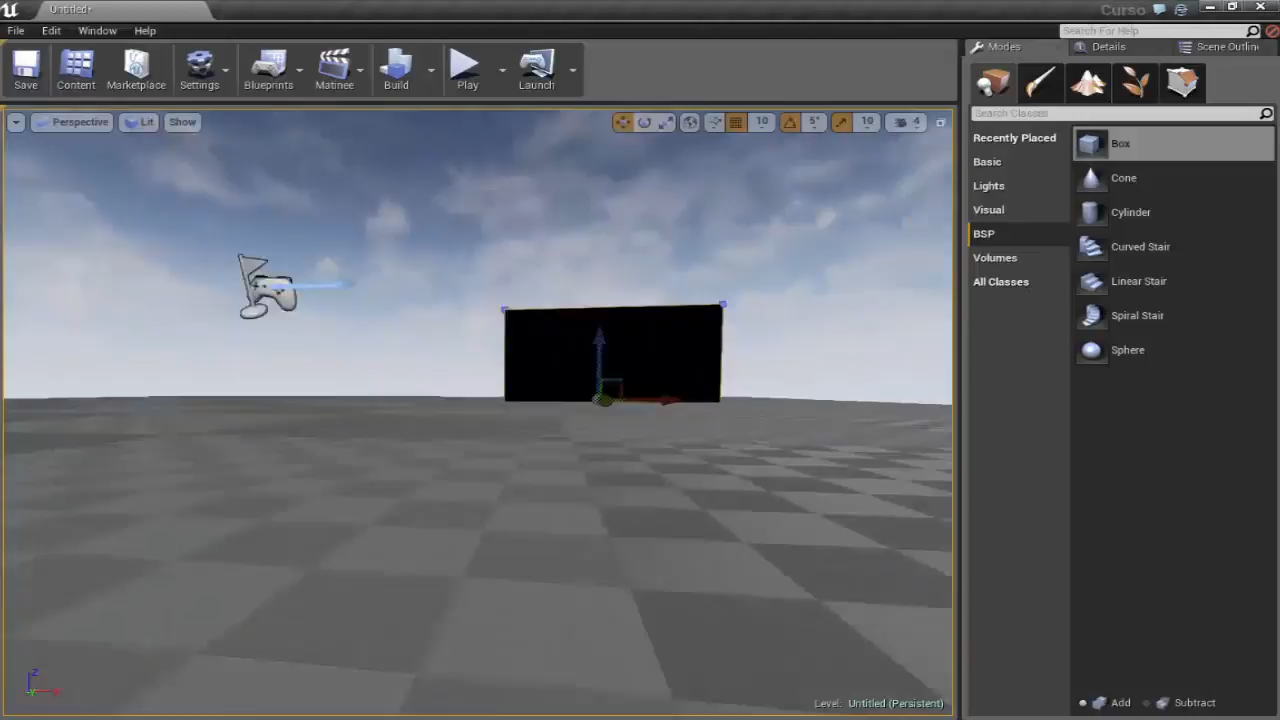 Untitled*
Curso
File Edit Window Help
Search For Help
Save Content Marketplace Settings Blueprints Matinee Build Play Launch
Modes Details Scene Outlin
Search Classes
Perspective Lit Show 10 5° 10 4
Recently Placed
Basic
Lights
Visual
BSP
Volumes
All Classes
Box
Cone
Cylinder
Curved Stair
Linear Stair
Spiral Stair
Sphere
Z
Level: Untitled (Persistent)
Add Subtract